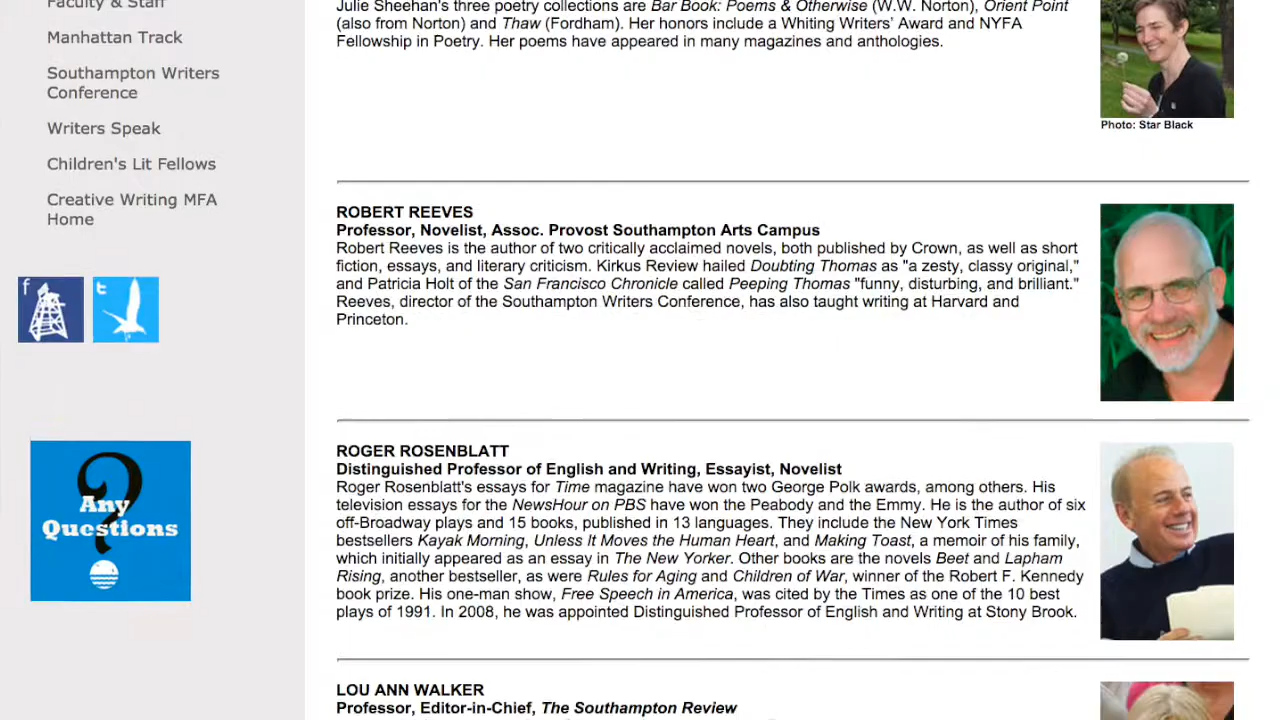 Faculty & Staff
Manhattan Track
Southampton Writers
Conference
Writers Speak
Children's Lit Fellows
Creative Writing MFA
Home
f
t
?
Any
Questions
Julie Sheehan's three poetry collections are Bar Book: Poems & Otherwise (W.W. Norton), Orient Point
(also from Norton) and Thaw (Fordham). Her honors include a Whiting Writers’ Award and NYFA
Fellowship in Poetry. Her poems have appeared in many magazines and anthologies.
Photo: Star Black
ROBERT REEVES
Professor, Novelist, Assoc. Provost Southampton Arts Campus
Robert Reeves is the author of two critically acclaimed novels, both published by Crown, as well as short
fiction, essays, and literary criticism. Kirkus Review hailed Doubting Thomas as "a zesty, classy original,"
and Patricia Holt of the San Francisco Chronicle called Peeping Thomas "funny, disturbing, and brilliant."
Reeves, director of the Southampton Writers Conference, has also taught writing at Harvard and
Princeton.
ROGER ROSENBLATT
Distinguished Professor of English and Writing, Essayist, Novelist
Roger Rosenblatt's essays for Time magazine have won two George Polk awards, among others. His
television essays for the NewsHour on PBS have won the Peabody and the Emmy. He is the author of six
off-Broadway plays and 15 books, published in 13 languages. They include the New York Times
bestsellers Kayak Morning, Unless It Moves the Human Heart, and Making Toast, a memoir of his family,
which initially appeared as an essay in The New Yorker. Other books are the novels Beet and Lapham
Rising, another bestseller, as were Rules for Aging and Children of War, winner of the Robert F. Kennedy
book prize. His one-man show, Free Speech in America, was cited by the Times as one of the 10 best
plays of 1991. In 2008, he was appointed Distinguished Professor of English and Writing at Stony Brook.
LOU ANN WALKER
Professor, Editor-in-Chief, The Southampton Review